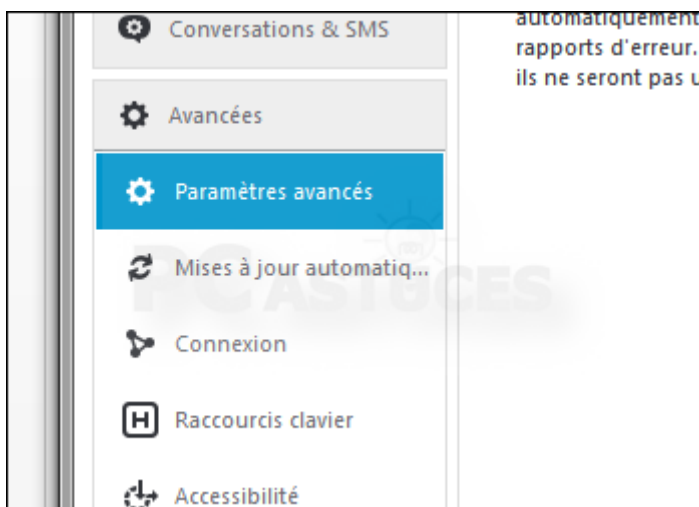 Conversations & SMS
Avancées
Paramètres avancés
Mises à jour automatiq...
Connexion
H
Raccourcis clavier
Accessibilité
automatiquement
rapports d'erreur.
ils ne seront pas
PC ASTUCES